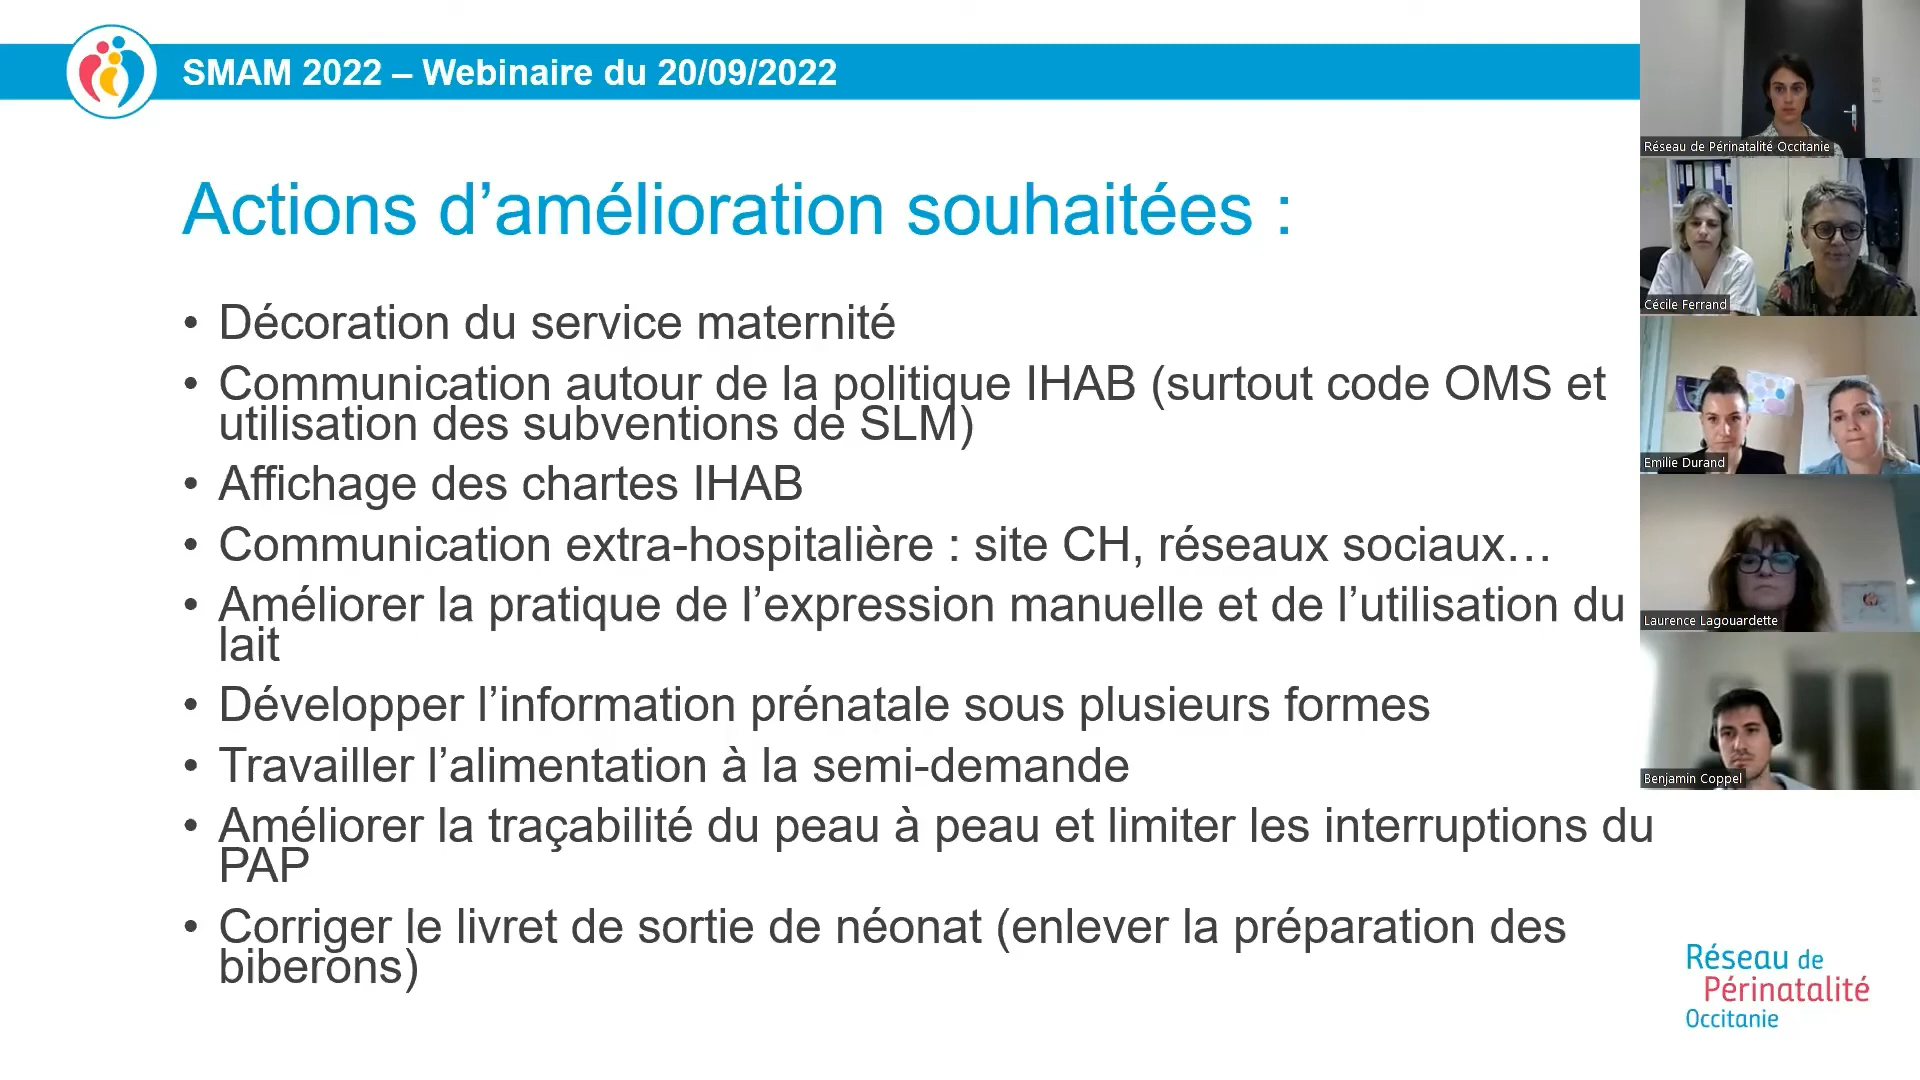 SMAM 2022 – Webinaire du 20/09/2022
Actions d’amélioration souhaitées :
• Décoration du service maternité
• Communication autour de la politique IHAB (surtout code OMS et
utilisation des subventions de SLM)
• Affichage des chartes IHAB
• Communication extra-hospitalière : site CH, réseaux sociaux…
• Améliorer la pratique de l’expression manuelle et de l’utilisation du
lait
• Développer l’information prénatale sous plusieurs formes
• Travailler l’alimentation à la semi-demande
• Améliorer la traçabilité du peau à peau et limiter les interruptions du
PAP
• Corriger le livret de sortie de néonat (enlever la préparation des
biberons)
Réseau de Périnatalité Occitanie
Cécile Ferrand
Emilie Durand
Laurence Lagouardette
Benjamin Coppel
Réseau de
Périnatalité
Occitanie